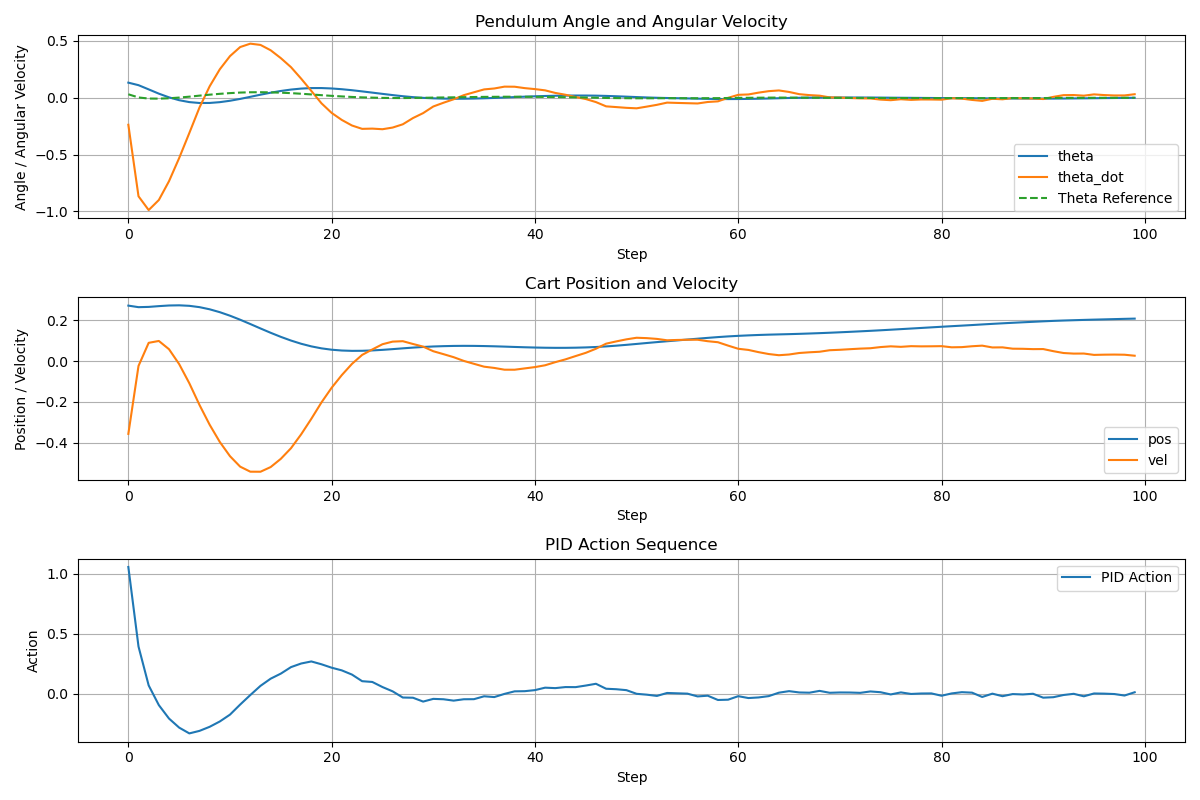 Pendulum Angle and Angular Velocity
Angle / Angular Velocity
0.5
0.0
−0.5
−1.0
theta
theta_dot
Theta Reference
0 20 40 60 80 100
Step
Cart Position and Velocity
Position / Velocity
0.2
0.0
−0.2
−0.4
pos
vel
0 20 40 60 80 100
Step
PID Action Sequence
Action
1.0
0.5
0.0
PID Action
0 20 40 60 80 100
Step